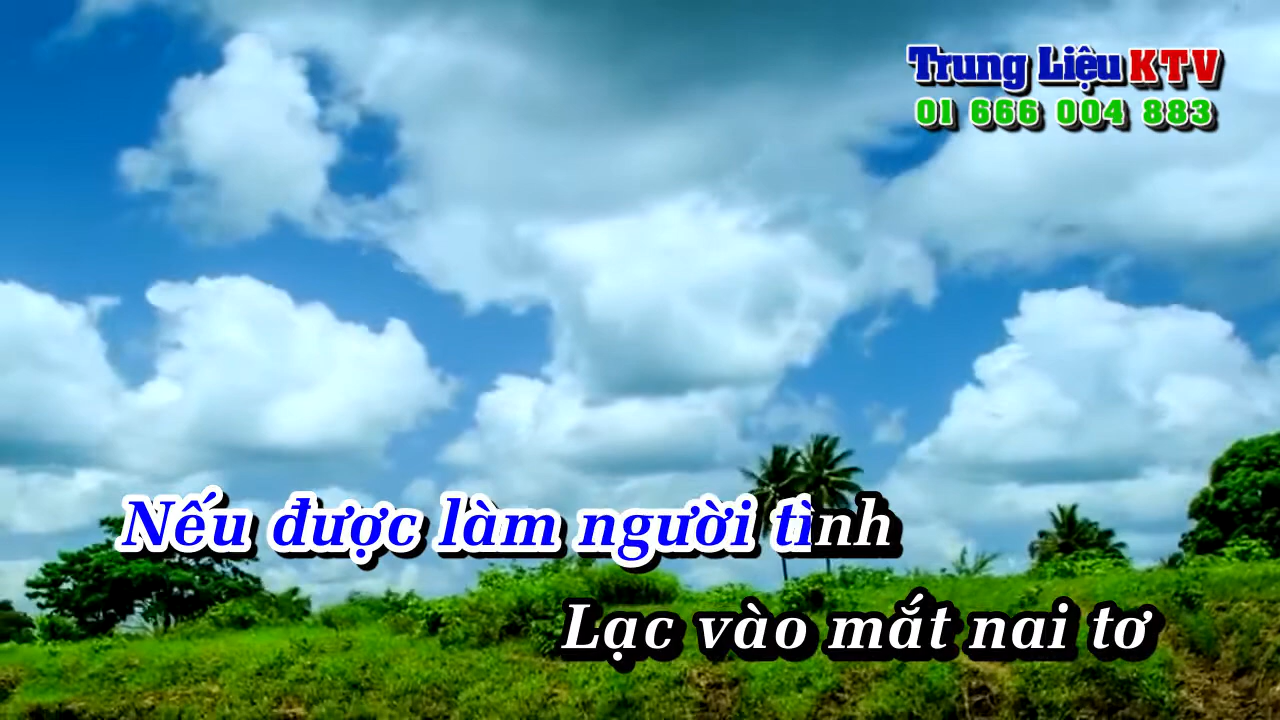 Trung Liệu KTV
01 666 004 883
Nếu được làm người tình
Lạc vào mắt nai tơ